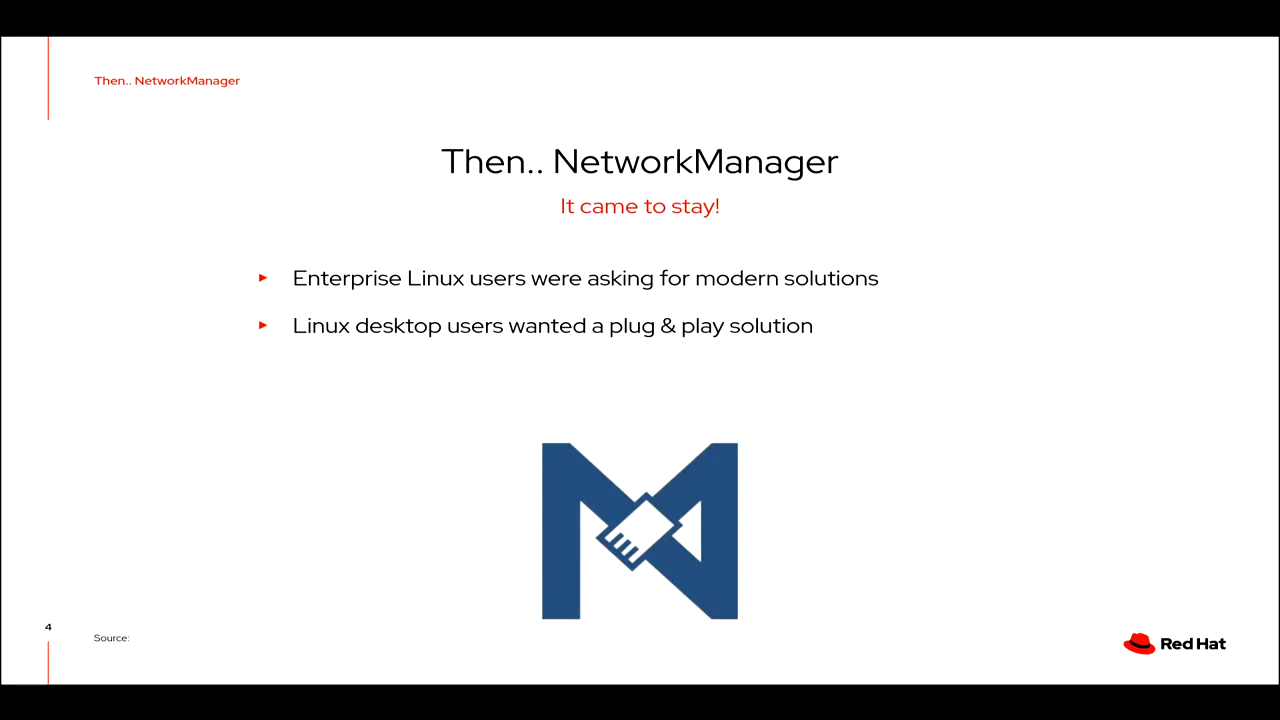 Then.. NetworkManager
Then.. NetworkManager
It came to stay!
► Enterprise Linux users were asking for modern solutions
► Linux desktop users wanted a plug & play solution
4
Source:
Red Hat